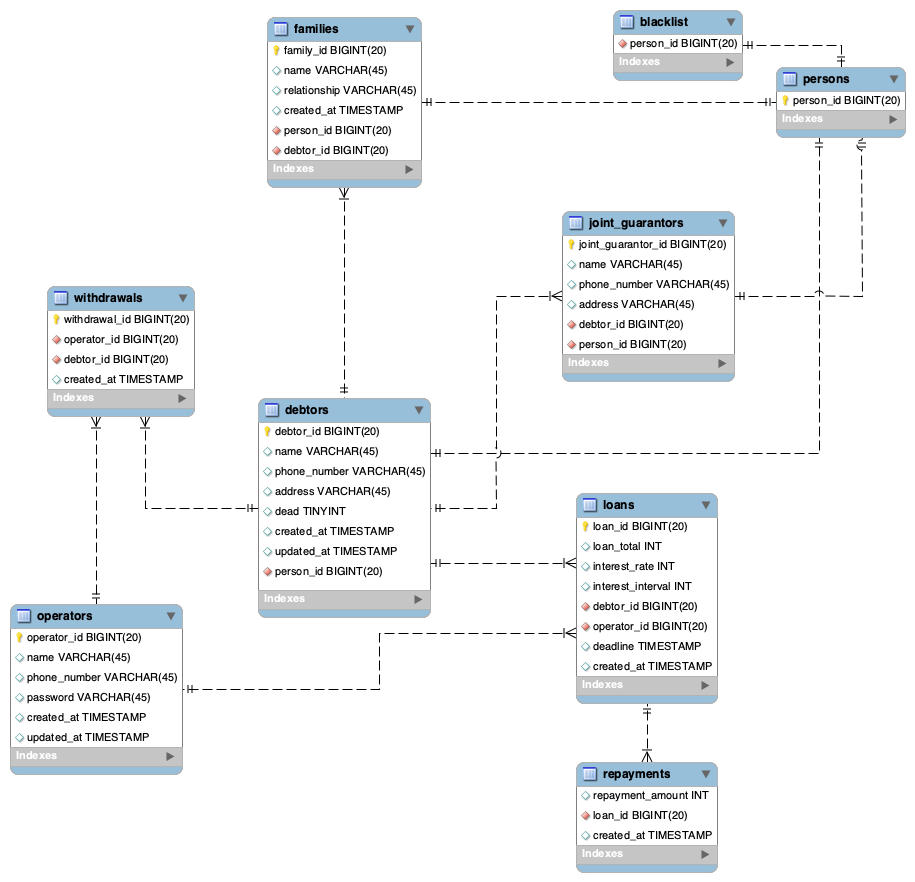 families
family_id BIGINT(20)
name VARCHAR(45)
relationship VARCHAR(45)
created_at TIMESTAMP
person_id BIGINT(20)
debtor_id BIGINT(20)
Indexes
blacklist
person_id BIGINT(20)
Indexes
persons
person_id BIGINT(20)
Indexes
joint_guarantors
joint_guarantor_id BIGINT(20)
name VARCHAR(45)
phone_number VARCHAR(45)
address VARCHAR(45)
debtor_id BIGINT(20)
person_id BIGINT(20)
Indexes
withdrawals
withdrawal_id BIGINT(20)
operator_id BIGINT(20)
debtor_id BIGINT(20)
created_at TIMESTAMP
Indexes
debtors
debtor_id BIGINT(20)
name VARCHAR(45)
phone_number VARCHAR(45)
address VARCHAR(45)
dead TINYINT
created_at TIMESTAMP
updated_at TIMESTAMP
person_id BIGINT(20)
Indexes
loans
loan_id BIGINT(20)
loan_total INT
interest_rate INT
interest_interval INT
debtor_id BIGINT(20)
operator_id BIGINT(20)
deadline TIMESTAMP
created_at TIMESTAMP
Indexes
operators
operator_id BIGINT(20)
name VARCHAR(45)
phone_number VARCHAR(45)
password VARCHAR(45)
created_at TIMESTAMP
updated_at TIMESTAMP
Indexes
repayments
repayment_amount INT
loan_id BIGINT(20)
created_at TIMESTAMP
Indexes